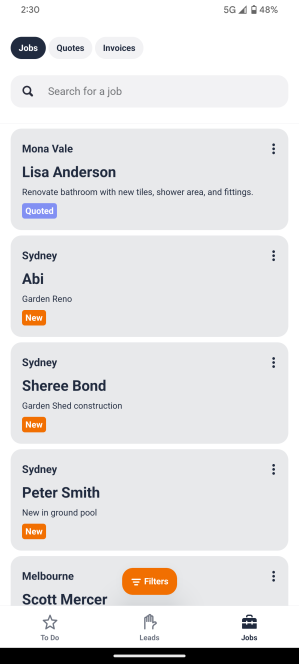 2:30
5G
48%
Jobs
Quotes
Invoices
Search for a job
Mona Vale
Lisa Anderson
Renovate bathroom with new tiles, shower area, and fittings.
Quoted
Sydney
Abi
Garden Reno
New
Sydney
Sheree Bond
Garden Shed construction
New
Sydney
Peter Smith
New in ground pool
New
Melbourne
Scott Mercer
Filters
To Do
Leads
Jobs